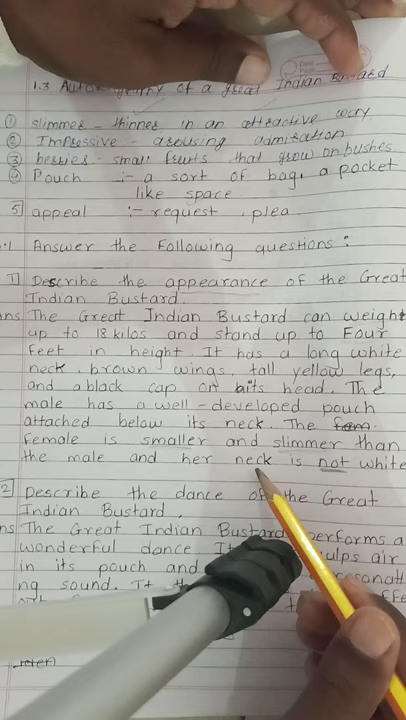 1.3 Autobiography of a great Indian Bustard
① slimmer - thinner in an attractive way
② Impressive - arousing admiration
③ berries - small fruits that grow on bushes
④ Pouch :- a sort of bag, a pocket
like space
5] appeal :- request, plea
.1 Answer the Following questions:
1] Describe the appearance of the Great
Indian Bustard.
ns The Great Indian Bustard can weight
up to 18 kilos and stand up to Four
feet in height. It has a long white
neck, brown wings, tall yellow legs,
and a black cap on its head. The
male has a well-developed pouch
attached below its neck. The
female is smaller and slimmer than
the male and her neck is not white
2] Describe the dance of the Great
Indian Bustard.
ns The Great Indian Bustard performs a
wonderful dance. It gulps air
in its pouch and
ng sound. It